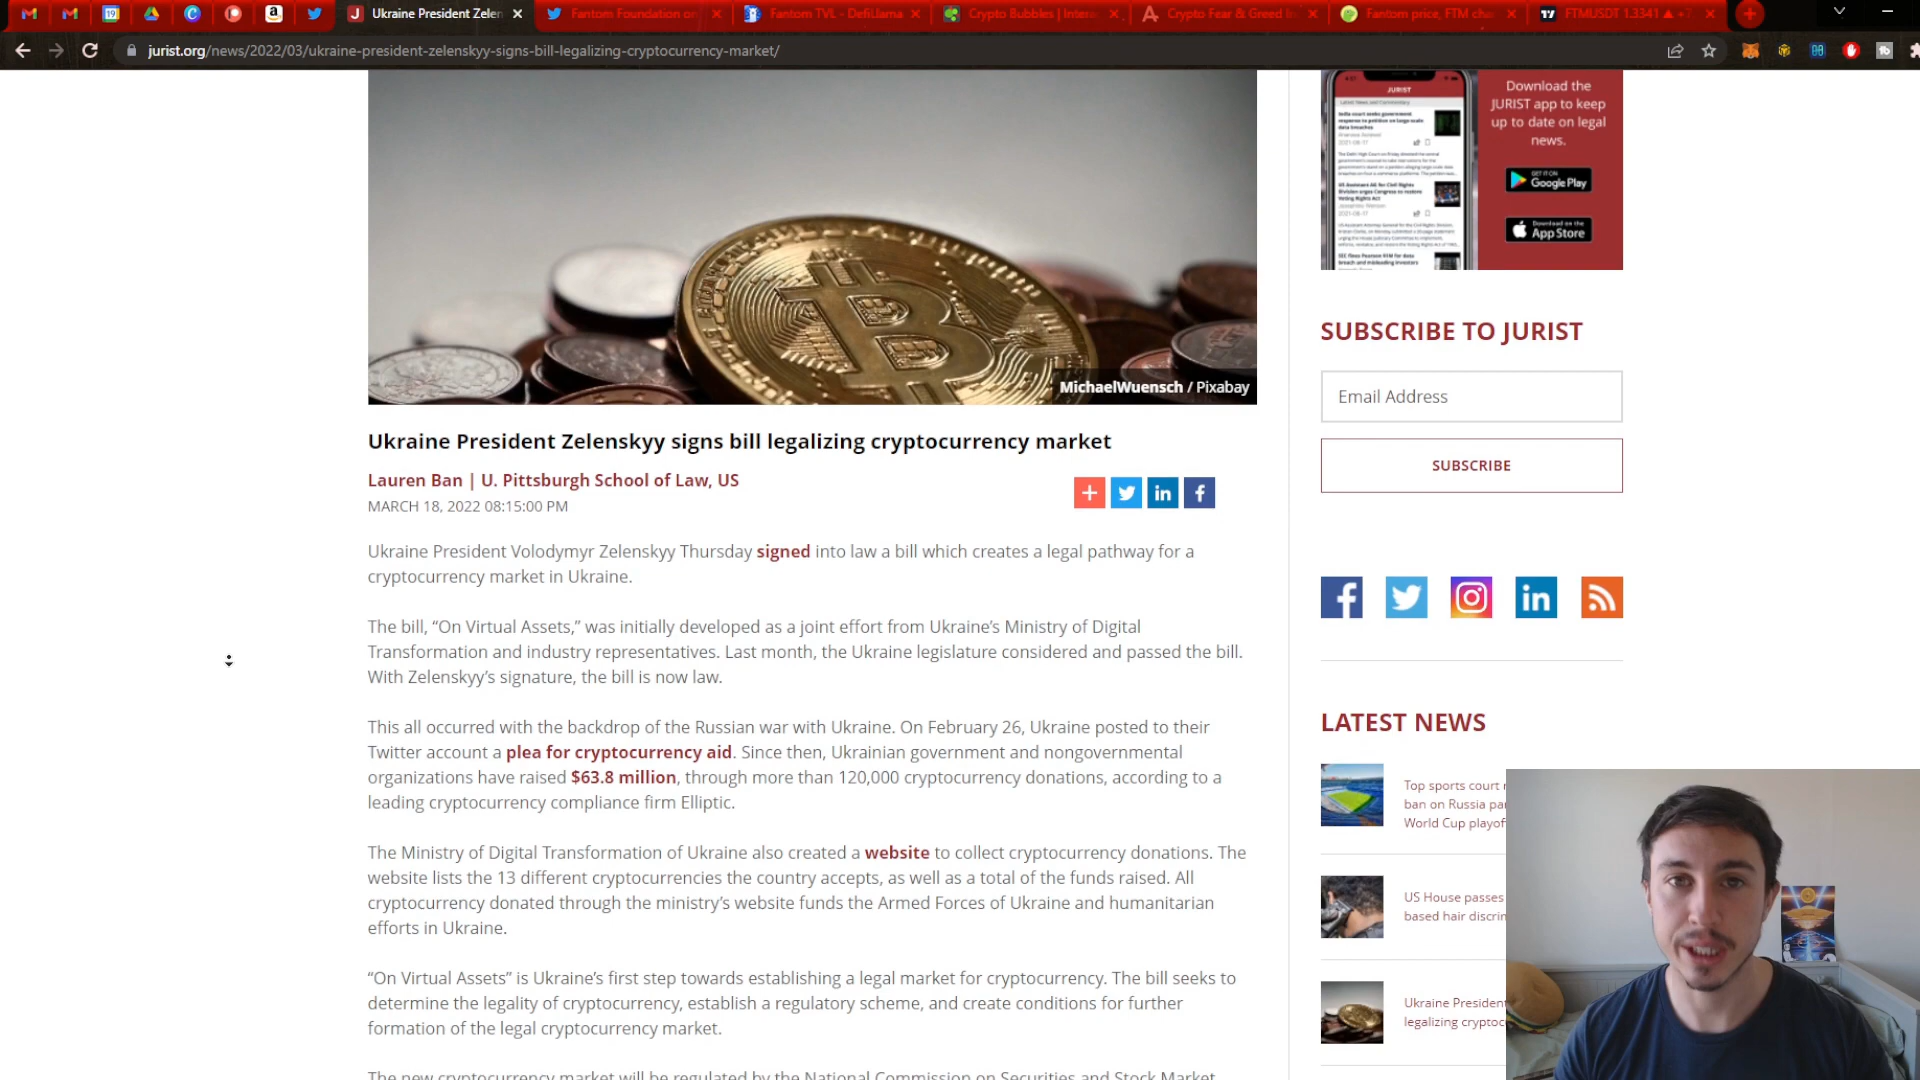 Ukraine President Zelen
Fantom Foundation on
Fantom TVL - DefiLlama
Crypto Bubbles | Intera
Crypto Fear & Greed I
Fantom price, FTM cha
FTMUSDT 1.3341 ▲ +7
jurist.org/news/2022/03/ukraine-president-zelenskyy-signs-bill-legalizing-cryptocurrency-market/
MichaelWuensch / Pixabay
Ukraine President Zelenskyy signs bill legalizing cryptocurrency market
Lauren Ban | U. Pittsburgh School of Law, US
MARCH 18, 2022 08:15:00 PM
Ukraine President Volodymyr Zelenskyy Thursday signed into law a bill which creates a legal pathway for a
cryptocurrency market in Ukraine.
The bill, “On Virtual Assets,” was initially developed as a joint effort from Ukraine’s Ministry of Digital
Transformation and industry representatives. Last month, the Ukraine legislature considered and passed the bill.
With Zelenskyy’s signature, the bill is now law.
This all occurred with the backdrop of the Russian war with Ukraine. On February 26, Ukraine posted to their
Twitter account a plea for cryptocurrency aid. Since then, Ukrainian government and nongovernmental
organizations have raised $63.8 million, through more than 120,000 cryptocurrency donations, according to a
leading cryptocurrency compliance firm Elliptic.
The Ministry of Digital Transformation of Ukraine also created a website to collect cryptocurrency donations. The
website lists the 13 different cryptocurrencies the country accepts, as well as a total of the funds raised. All
cryptocurrency donated through the ministry’s website funds the Armed Forces of Ukraine and humanitarian
efforts in Ukraine.
“On Virtual Assets” is Ukraine’s first step towards establishing a legal market for cryptocurrency. The bill seeks to
determine the legality of cryptocurrency, establish a regulatory scheme, and create conditions for further
formation of the legal cryptocurrency market.
The new cryptocurrency market will be regulated by the National Commission on Securities and Stock Market
JURIST
Download the
JURIST app to keep
up to date on legal
news.
GET IT ON
Google Play
Download on the
App Store
SUBSCRIBE TO JURIST
Email Address
SUBSCRIBE
LATEST NEWS
Top sports court
ban on Russia
World Cup playof
US House passes
based hair discrin
Ukraine President
legalizing cryptoc